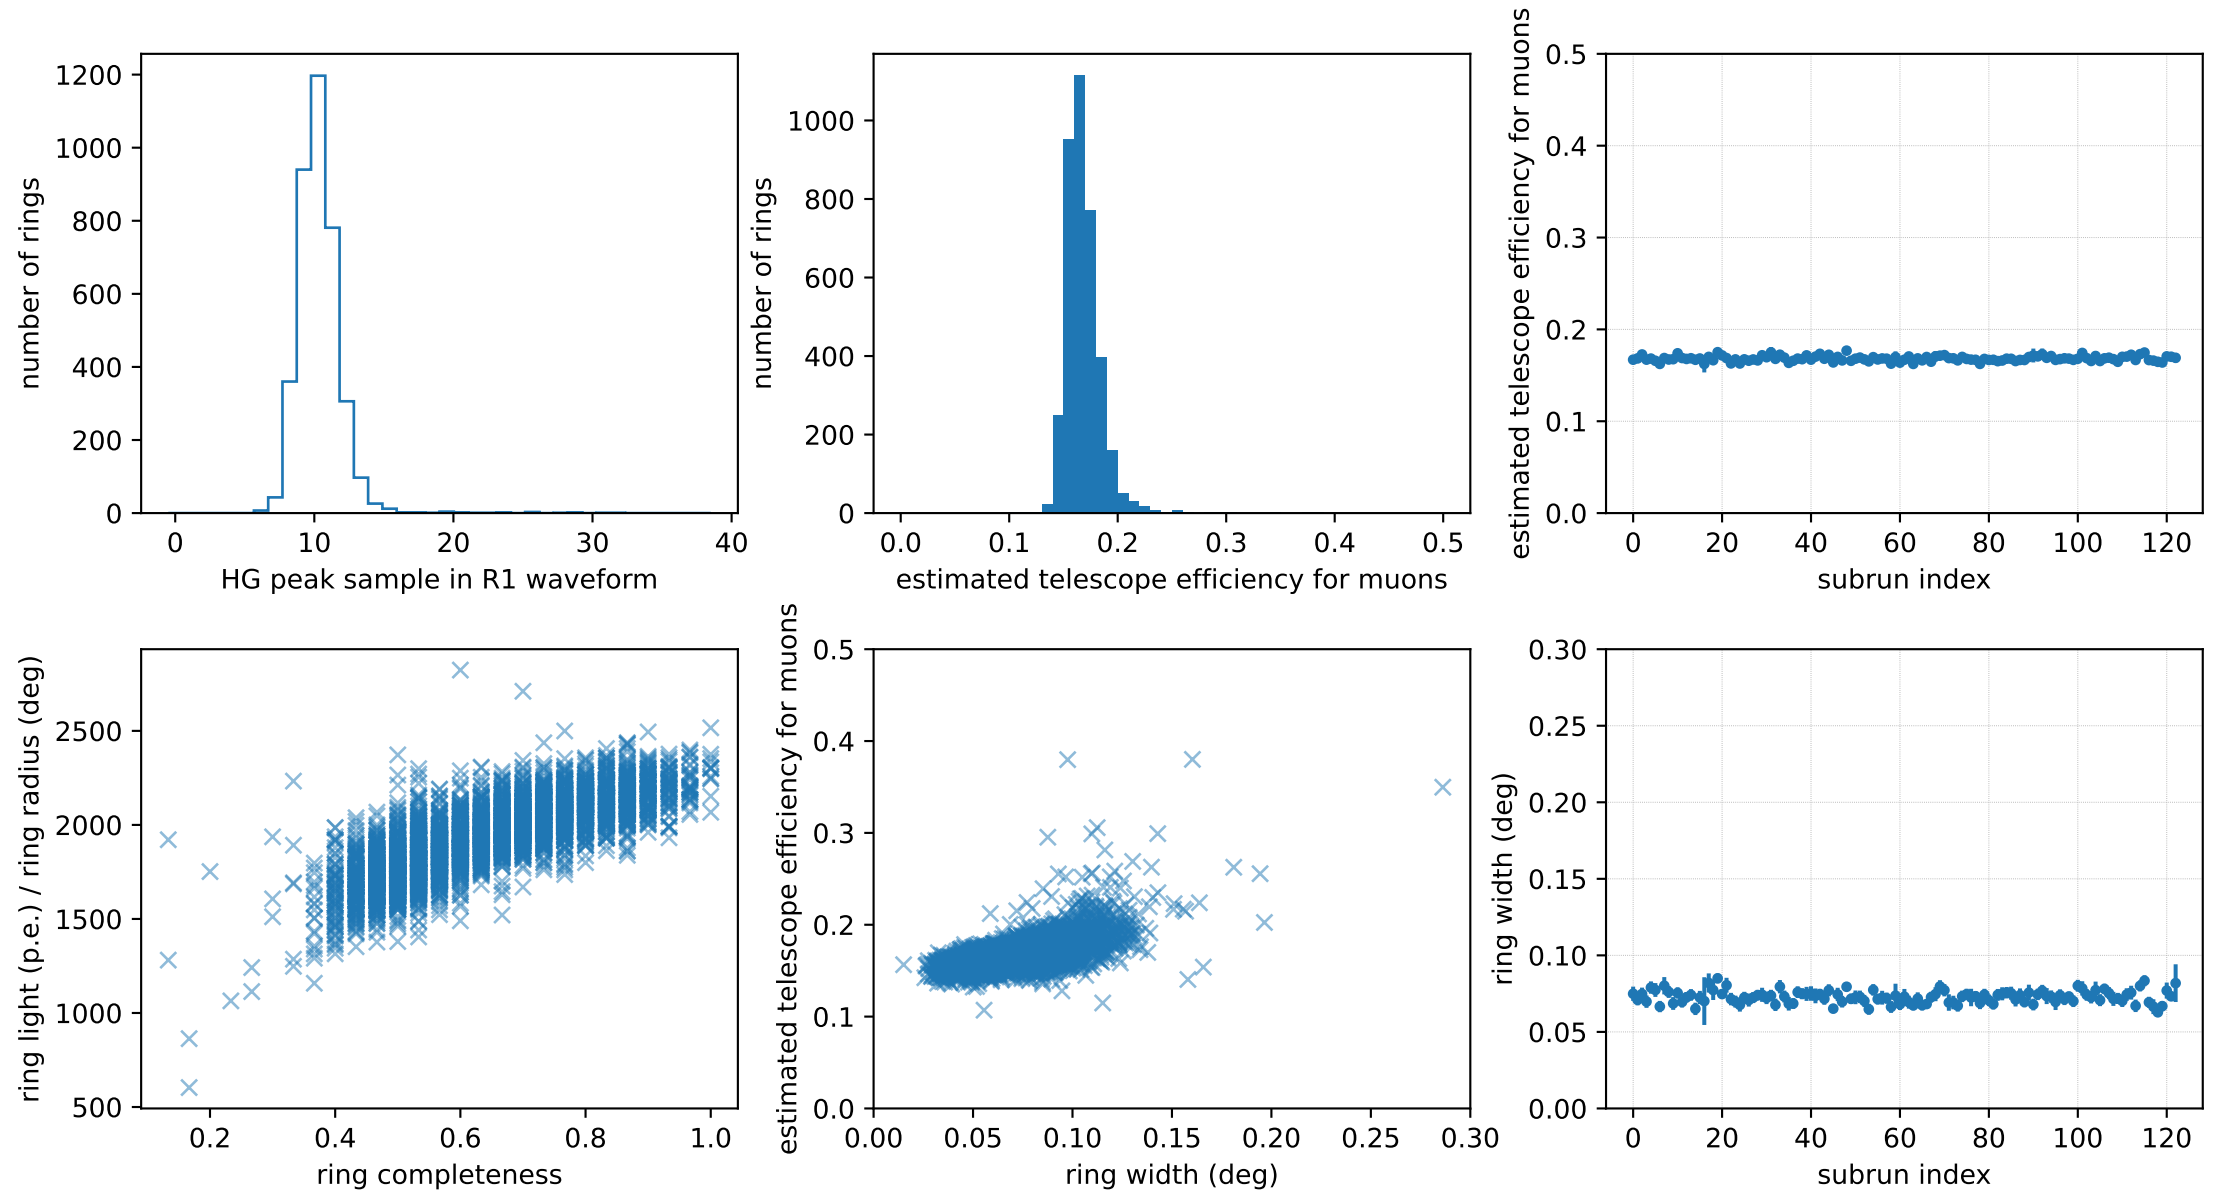 number of rings
1200
1000
800
600
400
200
0
0 10 20 30 40
HG peak sample in R1 waveform
number of rings
1000
800
600
400
200
0
0.0 0.1 0.2 0.3 0.4 0.5
estimated telescope efficiency for muons
estimated telescope efficiency for muons
0.5
0.4
0.3
0.2
0.1
0.0
0 20 40 60 80 100 120
subrun index
ring light (p.e.) / ring radius (deg)
2500
2000
1500
1000
500
0.2 0.4 0.6 0.8 1.0
ring completeness
estimated telescope efficiency for muons
0.5
0.4
0.3
0.2
0.1
0.0
0.00 0.05 0.10 0.15 0.20 0.25 0.30
ring width (deg)
ring width (deg)
0.30
0.25
0.20
0.15
0.10
0.05
0.00
0 20 40 60 80 100 120
subrun index